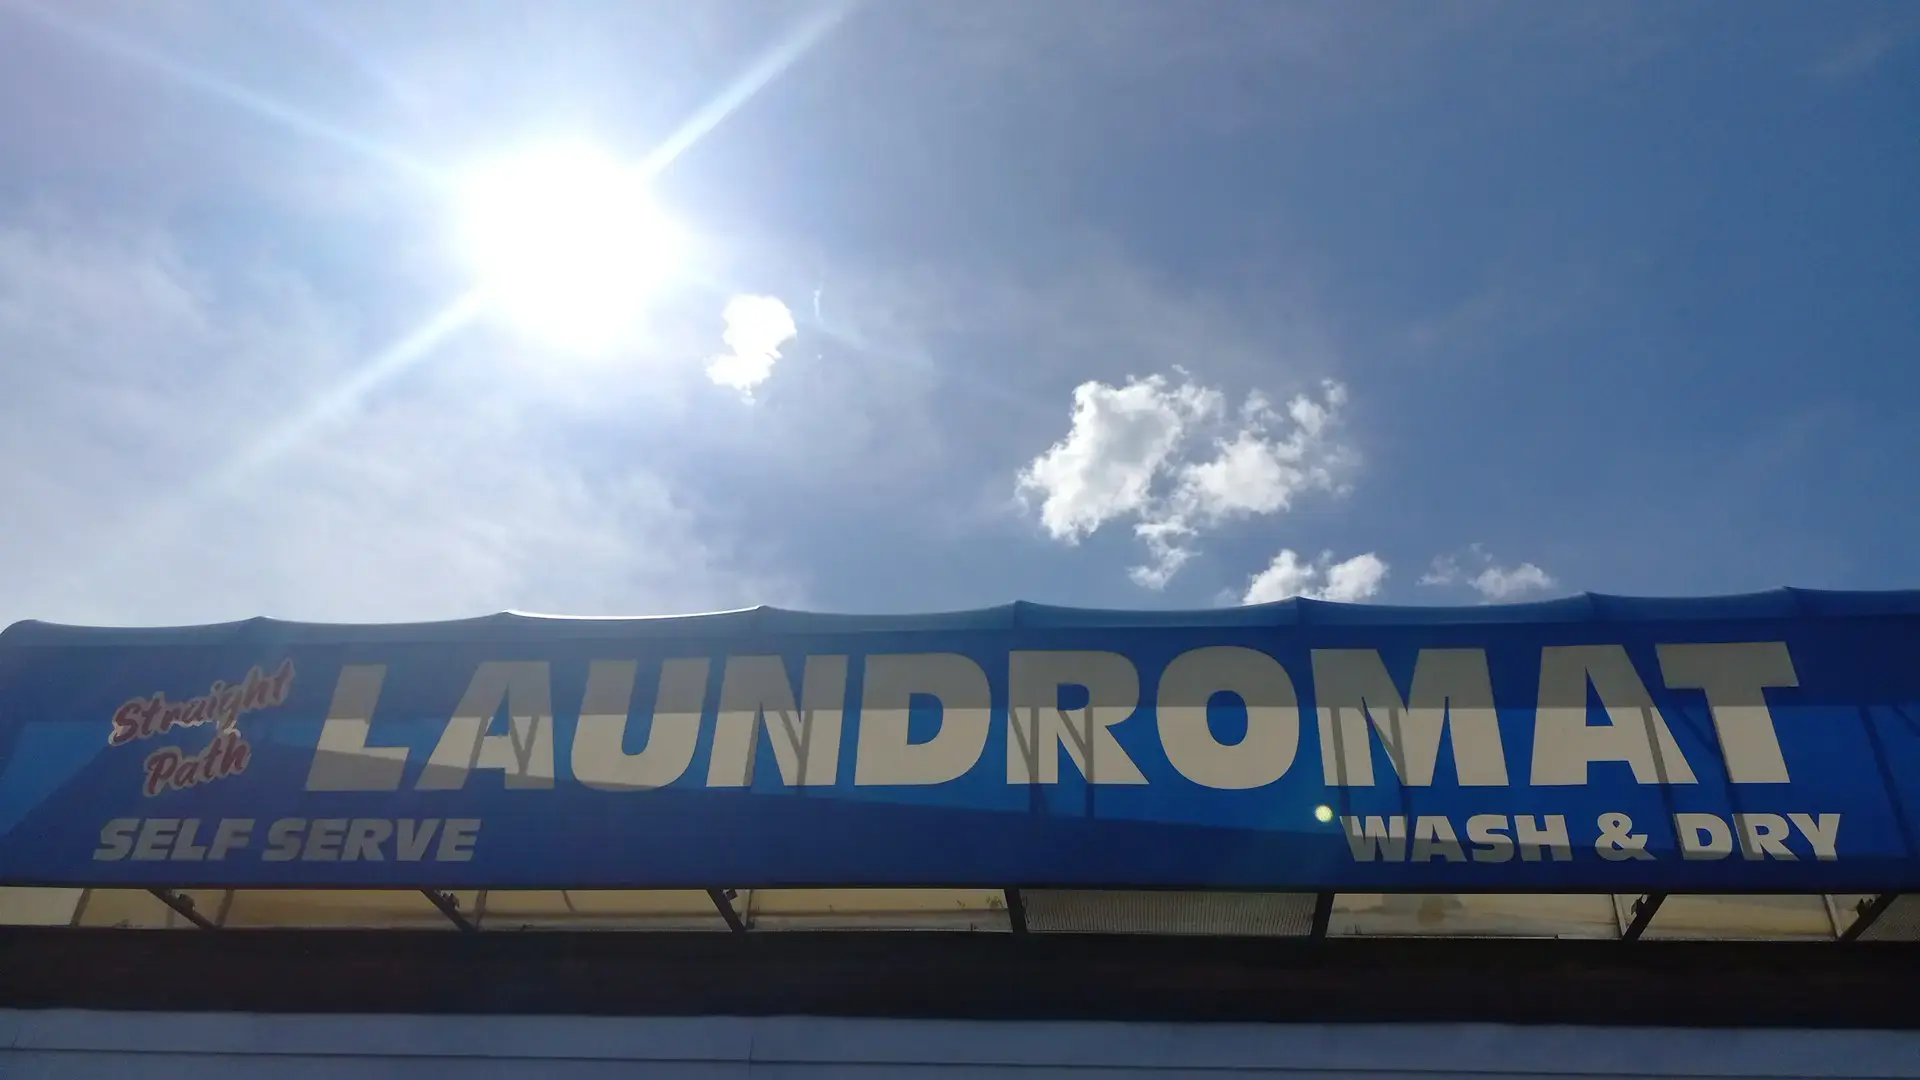 Straight
Path
LAUNDROMAT
SELF SERVE
WASH & DRY